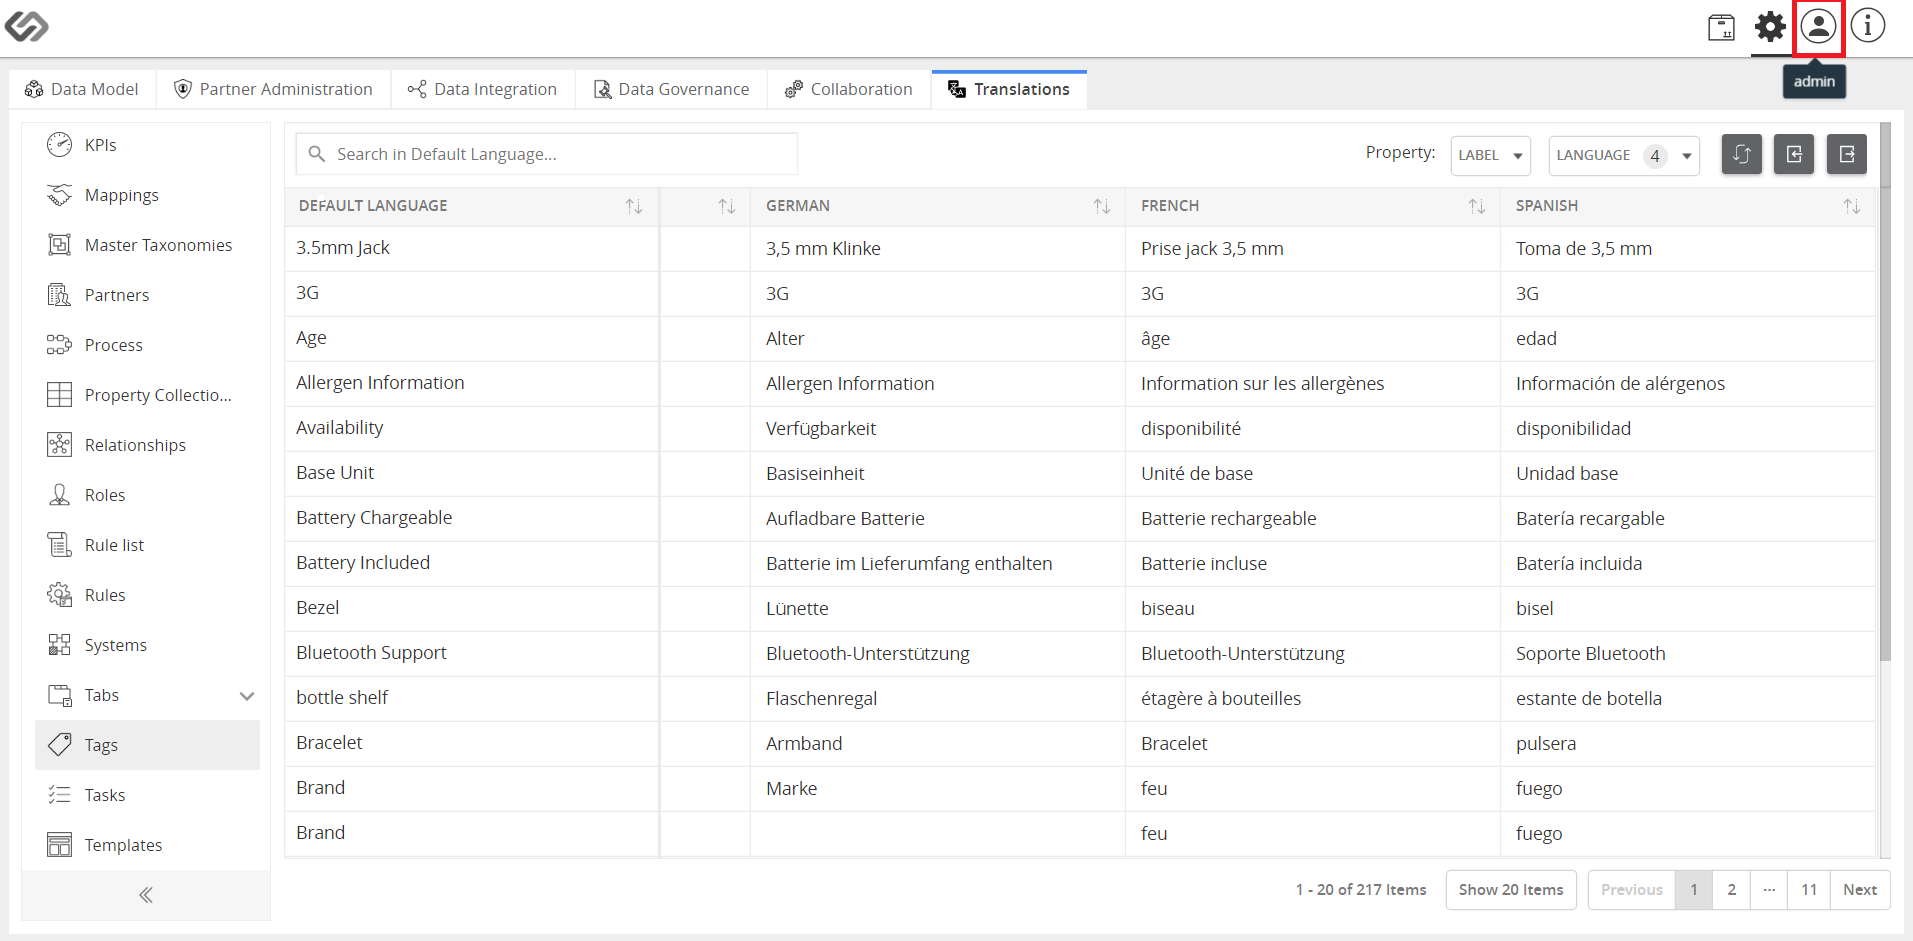 admin
Data Model
Partner Administration
Data Integration
Data Governance
Collaboration
Translations
KPIs
Mappings
Master Taxonomies
Partners
Process
Property Collectio...
Relationships
Roles
Rule list
Rules
Systems
Tabs
Tags
Tasks
Templates
Search in Default Language...
Property: LABEL LANGUAGE 4
DEFAULT LANGUAGE GERMAN FRENCH SPANISH
3.5mm Jack 3,5 mm Klinke Prise jack 3,5 mm Toma de 3,5 mm
3G 3G 3G 3G
Age Alter âge edad
Allergen Information Allergen Information Information sur les allergènes Información de alérgenos
Availability Verfügbarkeit disponibilité disponibilidad
Base Unit Basiseinheit Unité de base Unidad base
Battery Chargeable Aufladbare Batterie Batterie rechargeable Batería recargable
Battery Included Batterie im Lieferumfang enthalten Batterie incluse Batería incluida
Bezel Lünette biseau bisel
Bluetooth Support Bluetooth-Unterstützung Bluetooth-Unterstützung Soporte Bluetooth
bottle shelf Flaschenregal étagère à bouteilles estante de botella
Bracelet Armband Bracelet pulsera
Brand Marke feu fuego
Brand feu fuego
1 - 20 of 217 Items Show 20 Items Previous 1 2 ... 11 Next